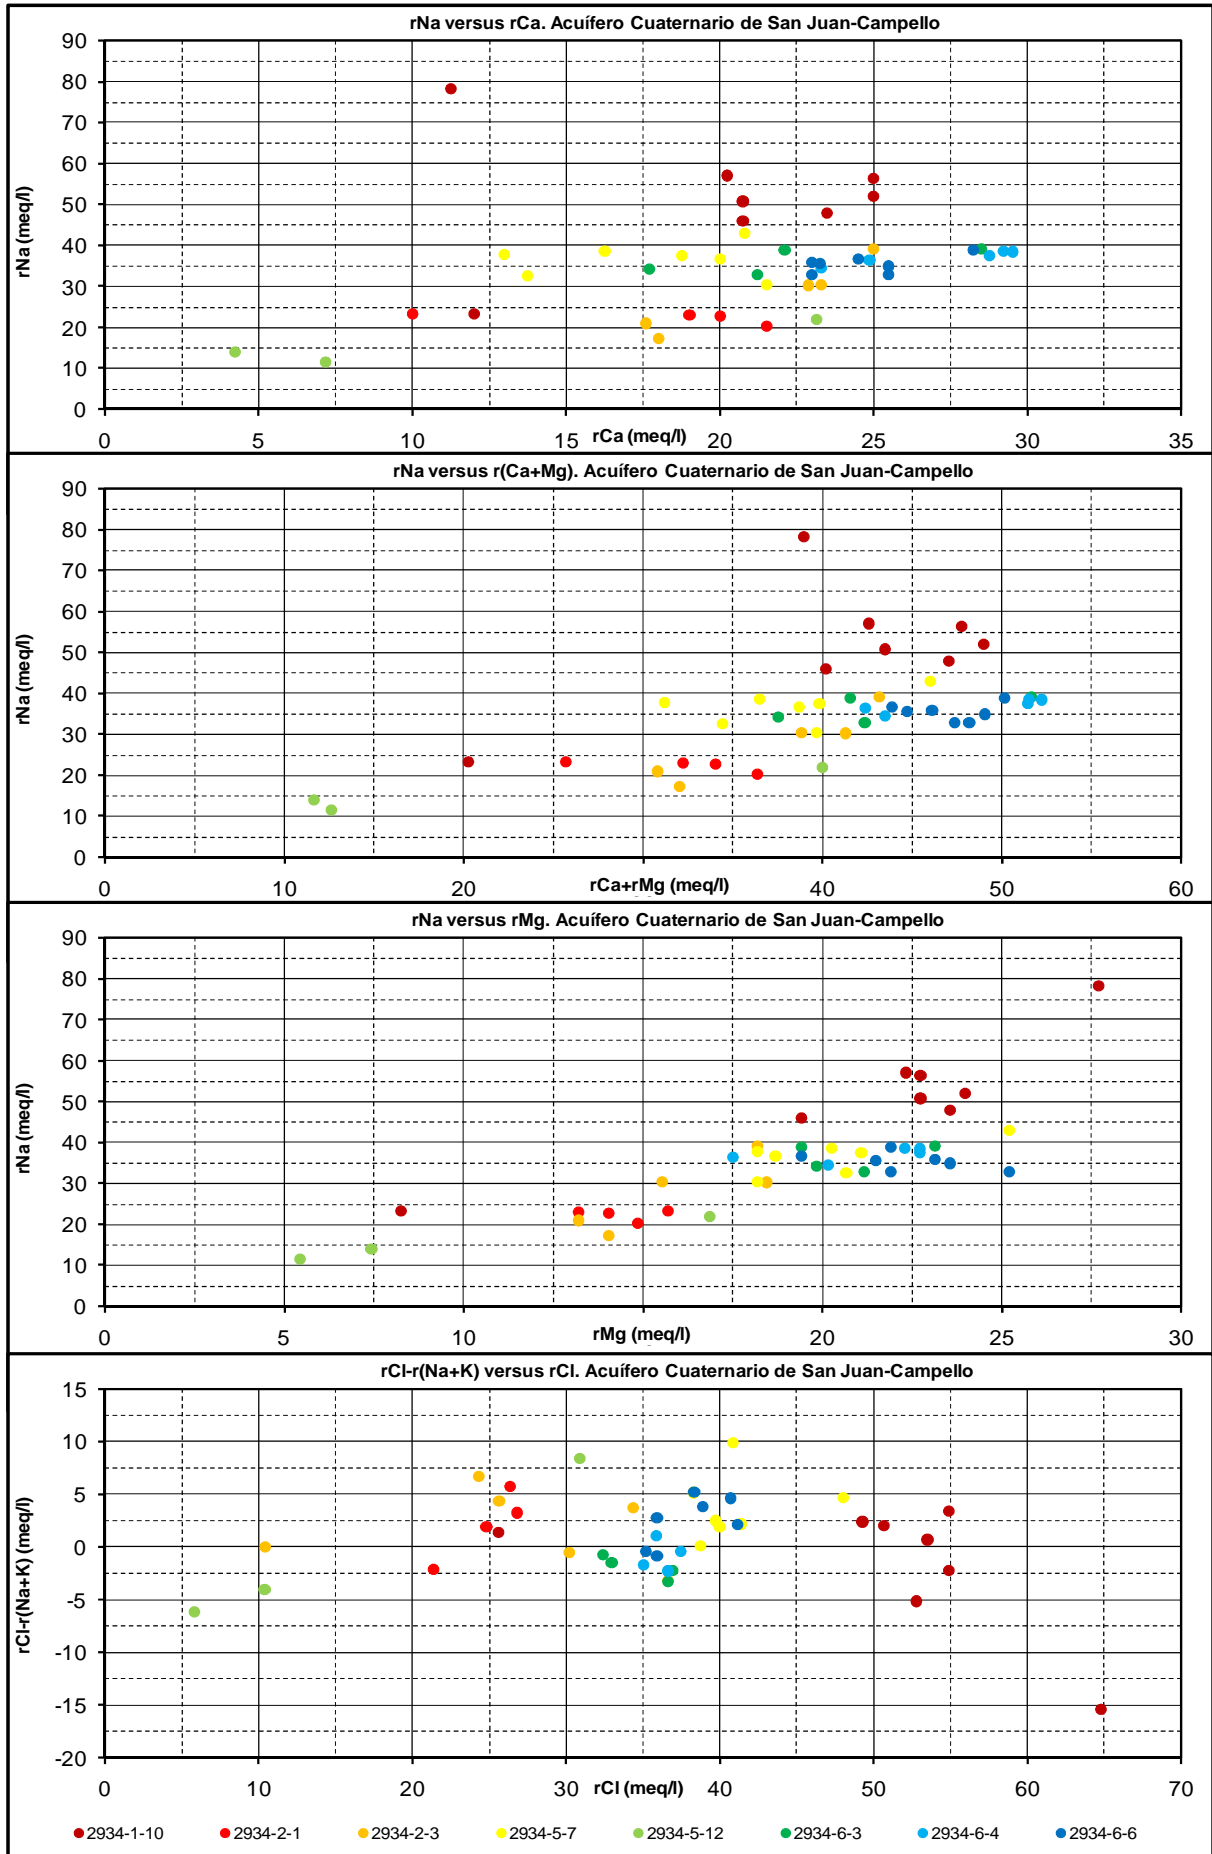 rNa versus rCa. Acuífero Cuaternario de San Juan-Campello
90
80
70
60
50
40
30
20
10
0
rNa (meq/l)
0 5 10 15 20 25 30 35
rCa (meq/l)
rNa versus r(Ca+Mg). Acuífero Cuaternario de San Juan-Campello
90
80
70
60
50
40
30
20
10
0
rNa (meq/l)
0 10 20 40 50 60
rCa+rMg (meq/l)
rNa versus rMg. Acuífero Cuaternario de San Juan-Campello
90
80
70
60
50
40
30
20
10
0
rNa (meq/l)
0 5 10 20 25 30
rMg (meq/l)
rCl-r(Na+K) versus rCl. Acuífero Cuaternario de San Juan-Campello
15
10
5
0
-5
-10
-15
-20
rCl-r(Na+K) (meq/l)
0 10 20 30 40 50 60 70
rCl (meq/l)
2934-1-10 2934-2-1 2934-2-3 2934-5-7 2934-5-12 2934-6-3 2934-6-4 2934-6-6